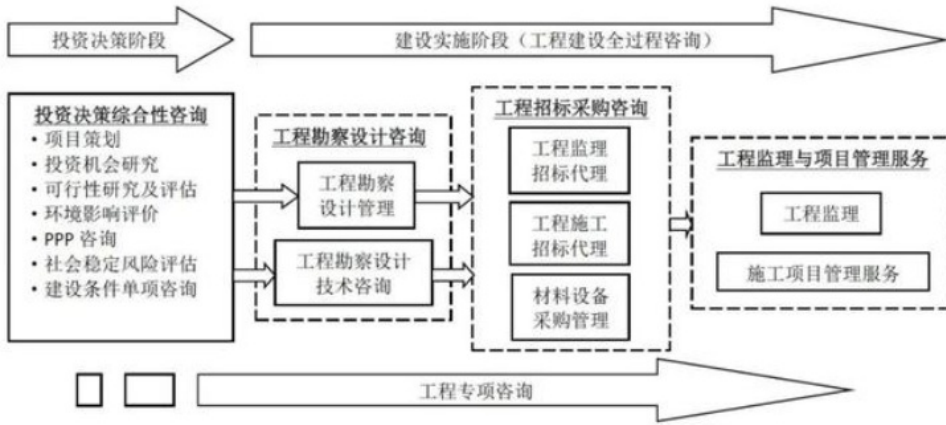 投资决策阶段
建设实施阶段（工程建设全过程咨询）
投资决策综合性咨询
• 项目策划
• 投资机会研究
• 可行性研究及评估
• 环境影响评价
• PPP 咨询
• 社会稳定风险评估
• 建设条件单项咨询
工程勘察设计咨询
工程勘察
设计管理
工程勘察设计
技术咨询
工程招标采购咨询
工程监理
招标代理
工程施工
招标代理
材料设备
采购管理
工程监理与项目管理服务
工程监理
施工项目管理服务
工程专项咨询